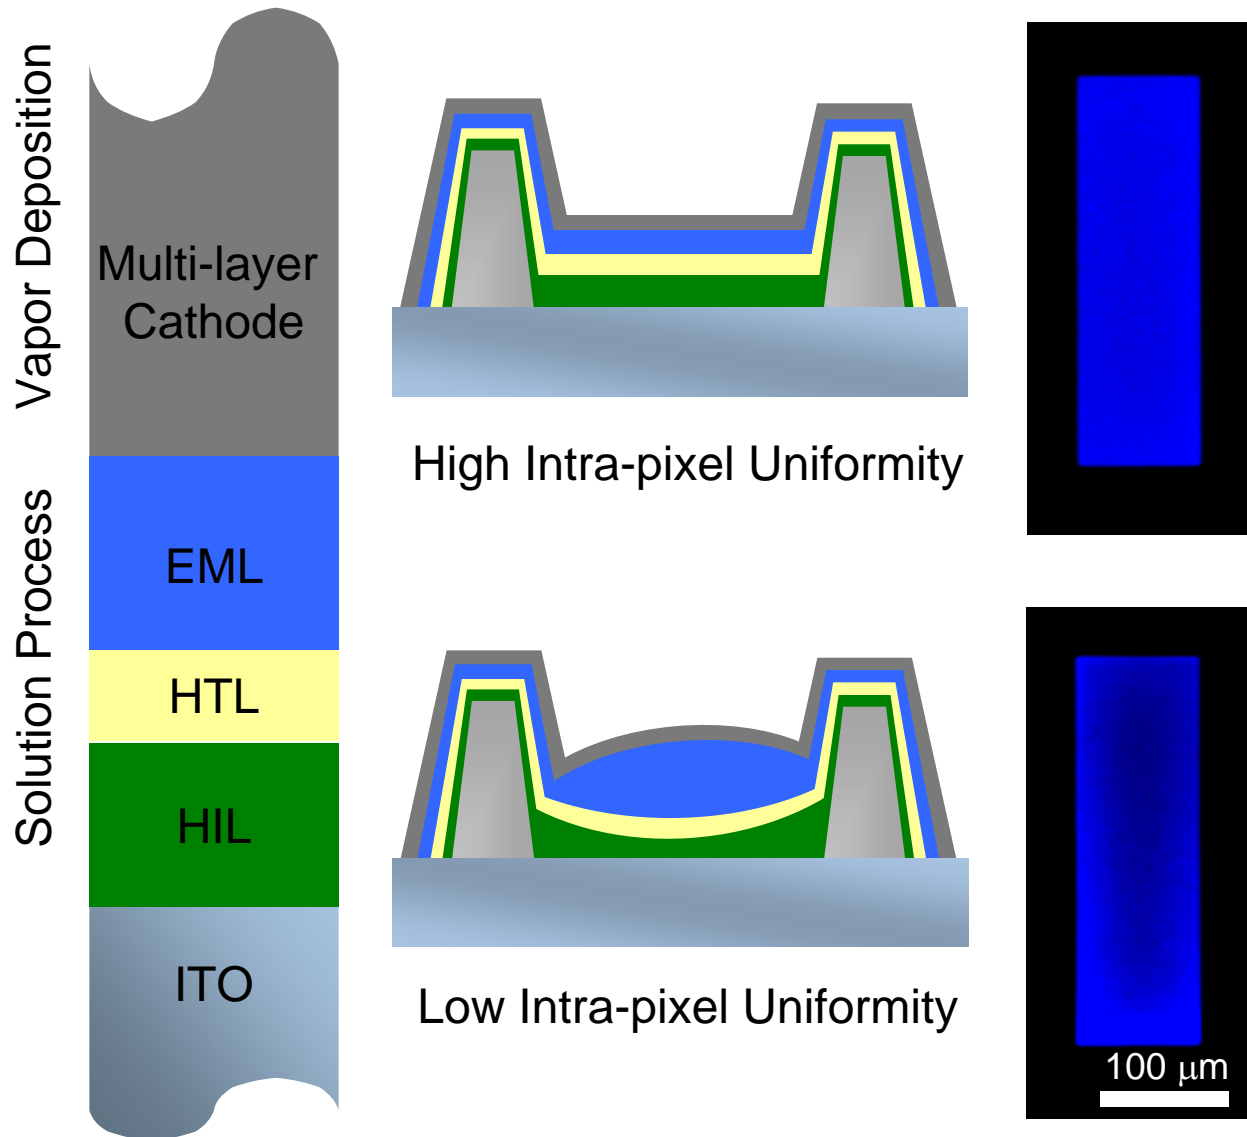 Vapor Deposition
Solution Process
Multi-layer
Cathode
EML
HTL
HIL
ITO
High Intra-pixel Uniformity
Low Intra-pixel Uniformity
100 μm